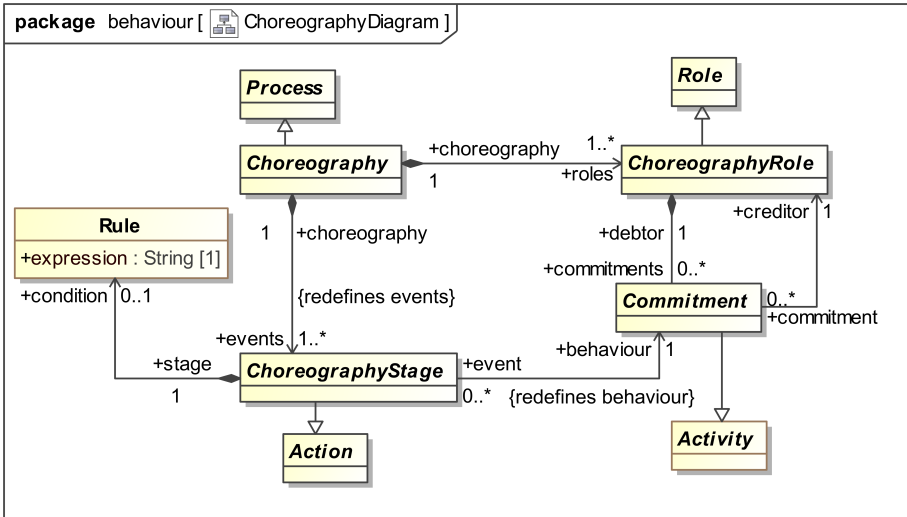 package behaviour [ ChoreographyDiagram ]
Process
Role
Choreography
+choreography
1
1..*
+roles
ChoreographyRole
Rule
+expression : String [1]
1
+choreography
+debtor
1
+creditor
1
+condition
0..1
{redefines events}
+commitments
0..*
Commitment
0..*
+commitment
+events
1..*
+behaviour
1
+stage
1
ChoreographyStage
+event
0..*
{redefines behaviour}
Action
Activity